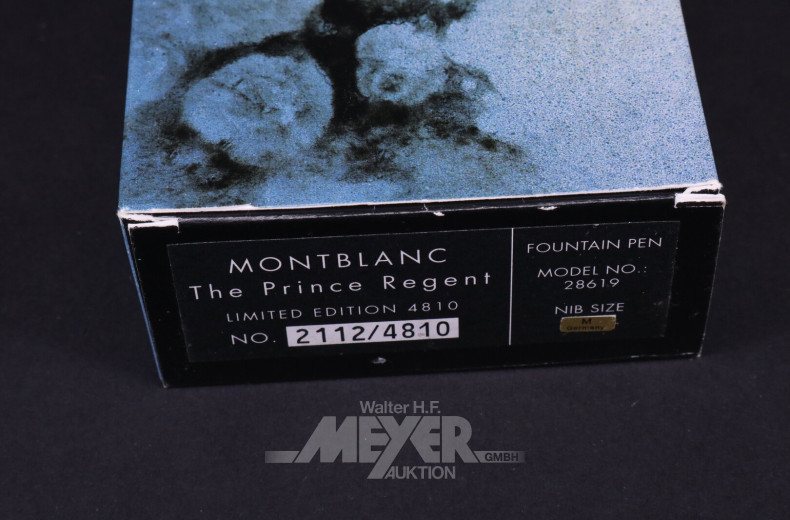 MONTBLANC
The Prince Regent
LIMITED EDITION 4810
NO. 2112/4810
FOUNTAIN PEN
MODEL NO.:
28619
NIB SIZE
M
Germany
Walter H.F.
MEYER
GMBH
AUKTION